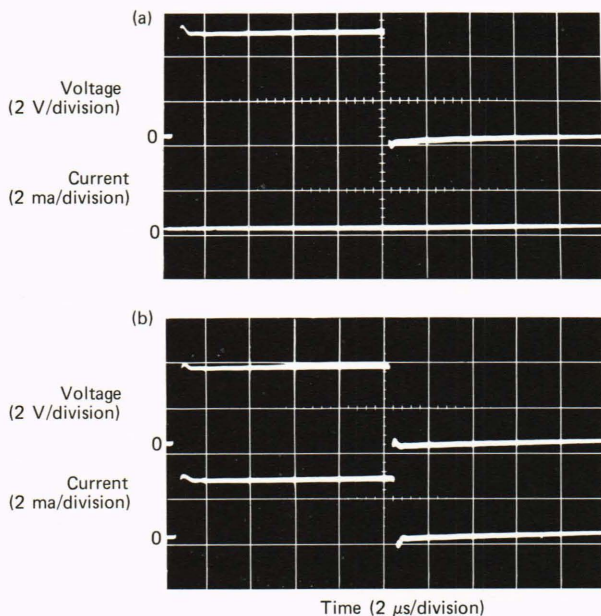 (a)
Voltage
(2 V/division)
0
Current
(2 ma/division)
0
(b)
Voltage
(2 V/division)
0
Current
(2 ma/division)
0
Time (2 μs/division)